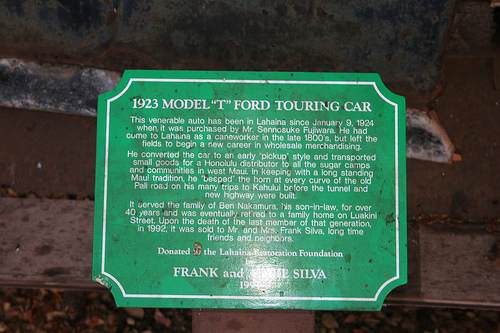 1923 MODEL "T" FORD TOURING CAR
This venerable auto has been in Lahaina since January 9, 1924
when it was purchased by Mr. Sennosuke Fujiwara. He had
come to Lahaina as a caneworker in the late 1800's, but left the
fields to begin a new career in wholesale merchandising.
He converted the car to an early "pickup" style and transported
small goods for a Honolulu distributor to all the sugar camps
and communities in west Maui. In keeping with a long standing
Maui tradition, he "beeped" the horn at every curve of the old
Pali road on his many trips to Kahului before the tunnel and
new highway were built.
It served the family of Ben Nakamura, his son-in-law, for over
40 years and was eventually retired to a family home on Luakini
Street. Upon the death of the last member of that generation,
in 1992, it was sold to Mr. and Mrs. Frank Silva, long time
friends and neighbors.
Donated to the Lahaina Restoration Foundation
FRANK and SILVA